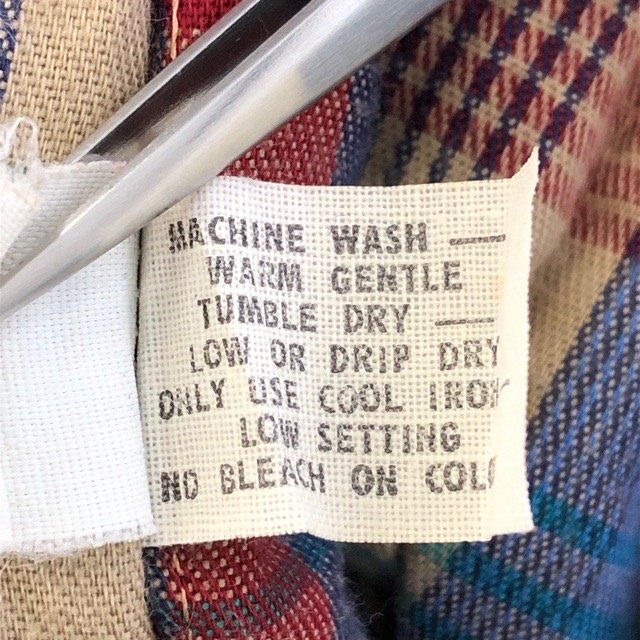 MACHINE WASH —
WARM GENTLE
TUMBLE DRY —
LOW OR DRIP DRY
ONLY USE COOL IRON
LOW SETTING
NO BLEACH ON COLO